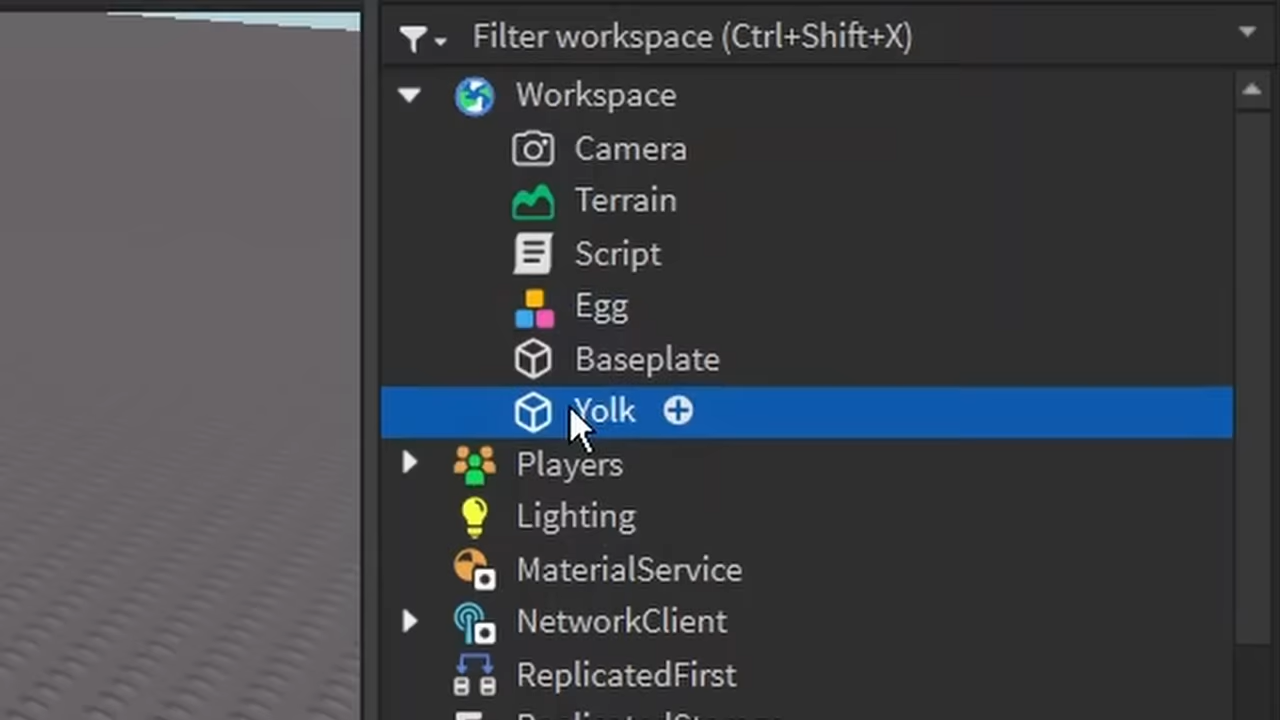 Filter workspace (Ctrl+Shift+X)
Workspace
Camera
Terrain
Script
Egg
Baseplate
Yolk
Players
Lighting
MaterialService
NetworkClient
ReplicatedFirst